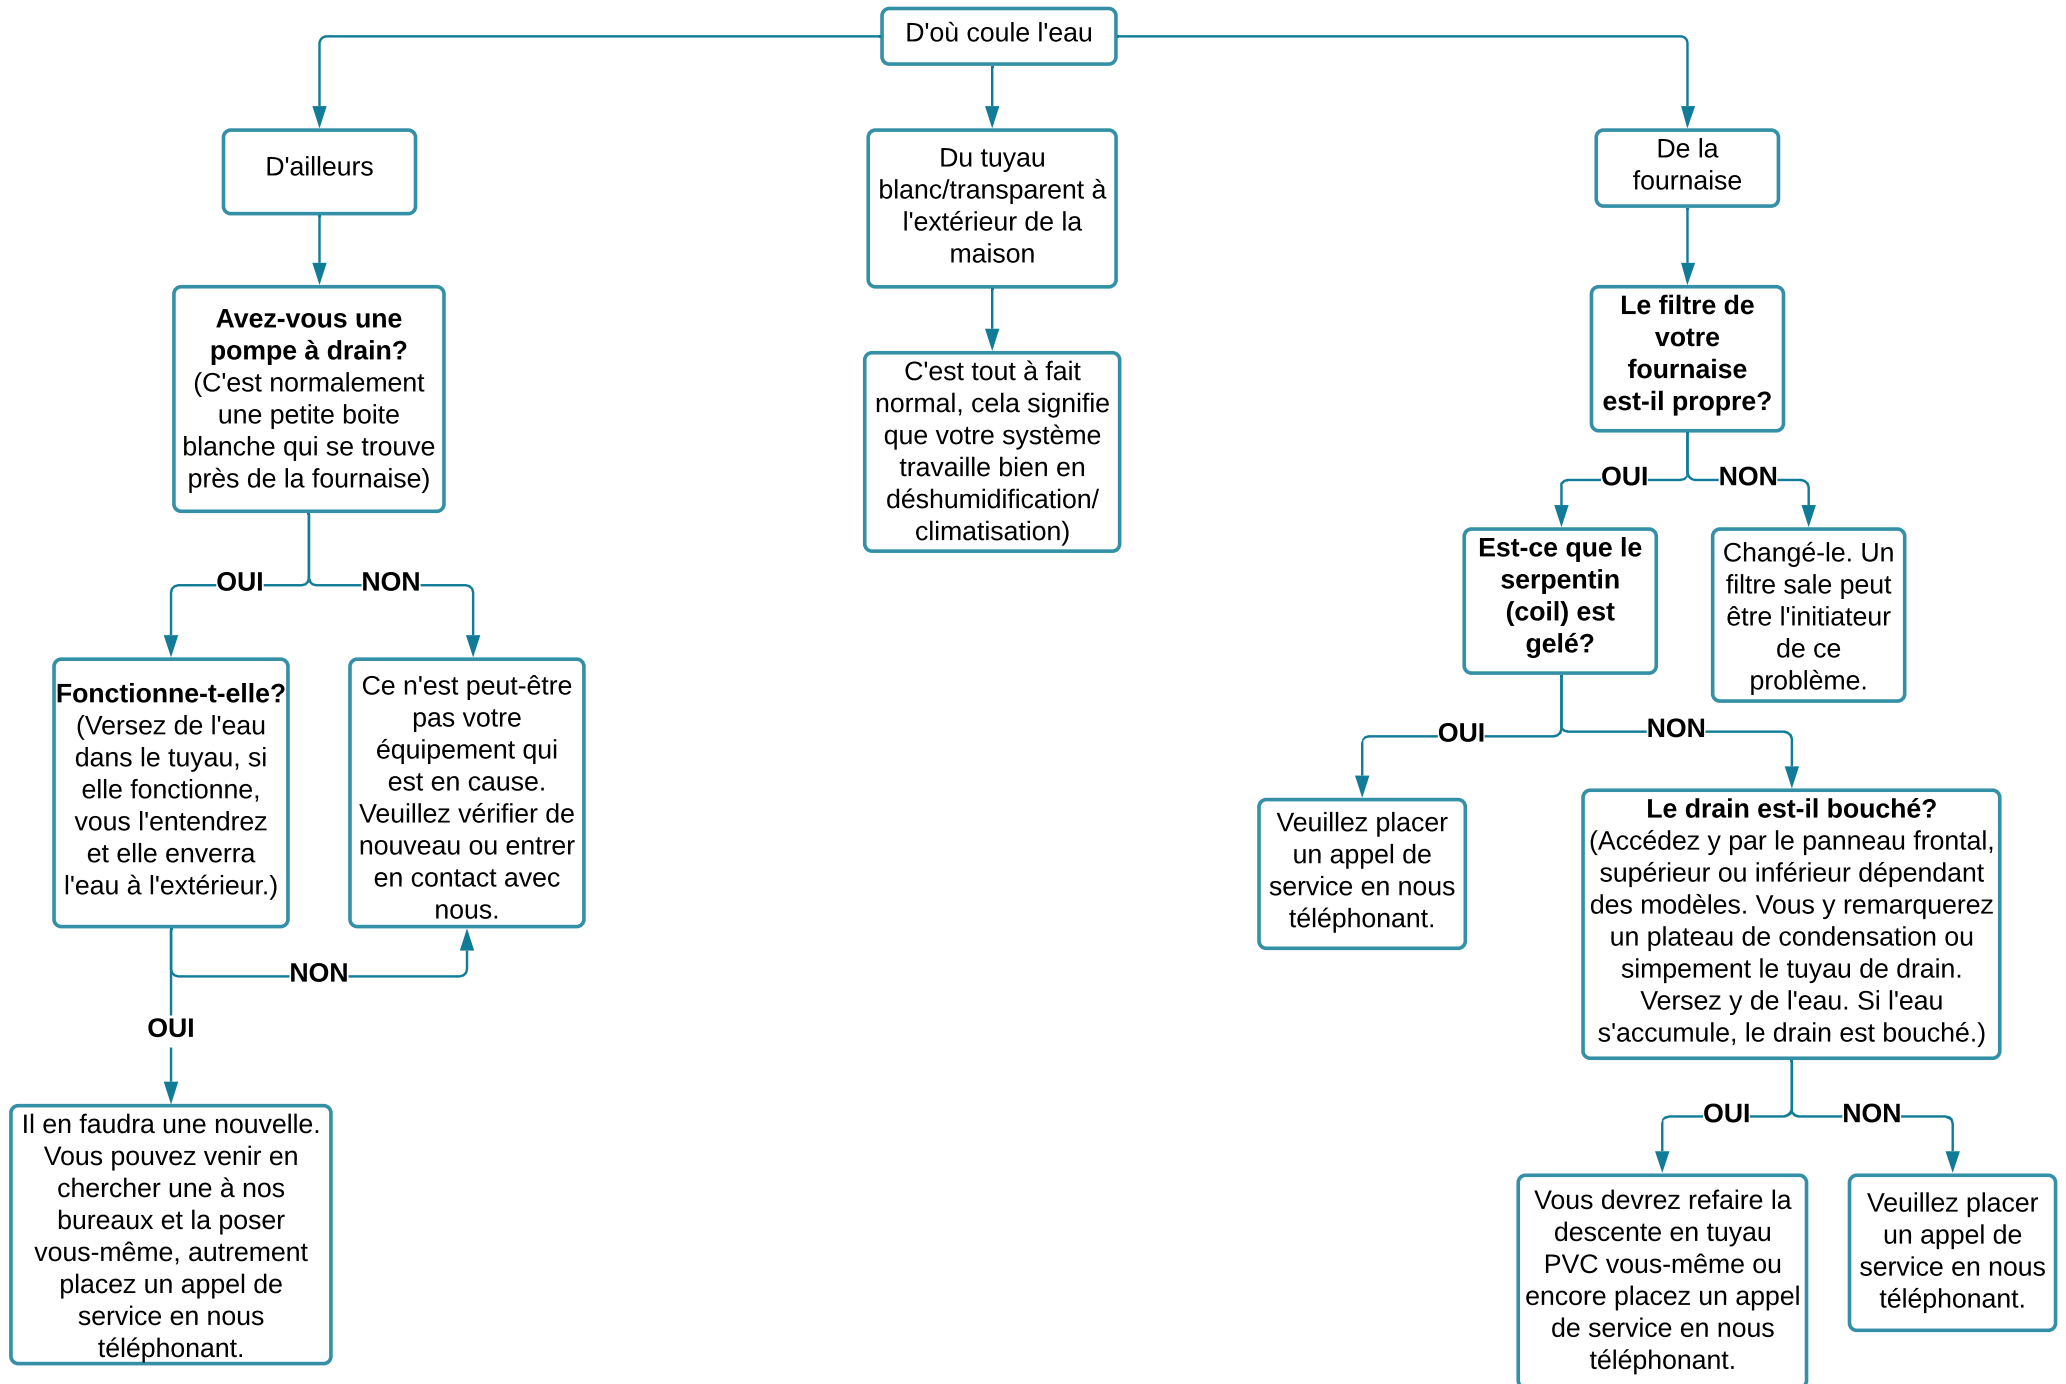 D'où coule l'eau
D'ailleurs
Avez-vous une
pompe à drain?
(C'est normalement
une petite boite
blanche qui se trouve
près de la fournaise)
OUI
NON
Fonctionne-t-elle?
(Versez de l'eau
dans le tuyau, si
elle fonctionne,
vous l'entendrez
et elle enverra
l'eau à l'extérieur.)
Ce n'est peut-être
pas votre
équipement qui
est en cause.
Veuillez vérifier de
nouveau ou entrer
en contact avec
nous.
NON
OUI
Il en faudra une nouvelle.
Vous pouvez venir en
chercher une à nos
bureaux et la poser
vous-même, autrement
placez un appel de
service en nous
téléphonant.
Du tuyau
blanc/transparent à
l'extérieur de la
maison
C'est tout à fait
normal, cela signifie
que votre système
travaille bien en
déshumidification/
climatisation)
De la
fournaise
Le filtre de
votre
fournaise
est-il propre?
OUI
NON
Est-ce que le
serpentin
(coil) est
gelé?
Changé-le. Un
filtre sale peut
être l'initiateur
de ce
problème.
OUI
NON
Veuillez placer
un appel de
service en nous
téléphonant.
Le drain est-il bouché?
(Accédez y par le panneau frontal,
supérieur ou inférieur dépendant
des modèles. Vous y remarquerez
un plateau de condensation ou
simpement le tuyau de drain.
Versez y de l'eau. Si l'eau
s'accumule, le drain est bouché.)
OUI
NON
Vous devrez refaire la
descente en tuyau
PVC vous-même ou
encore placez un appel
de service en nous
téléphonant.
Veuillez placer
un appel de
service en nous
téléphonant.